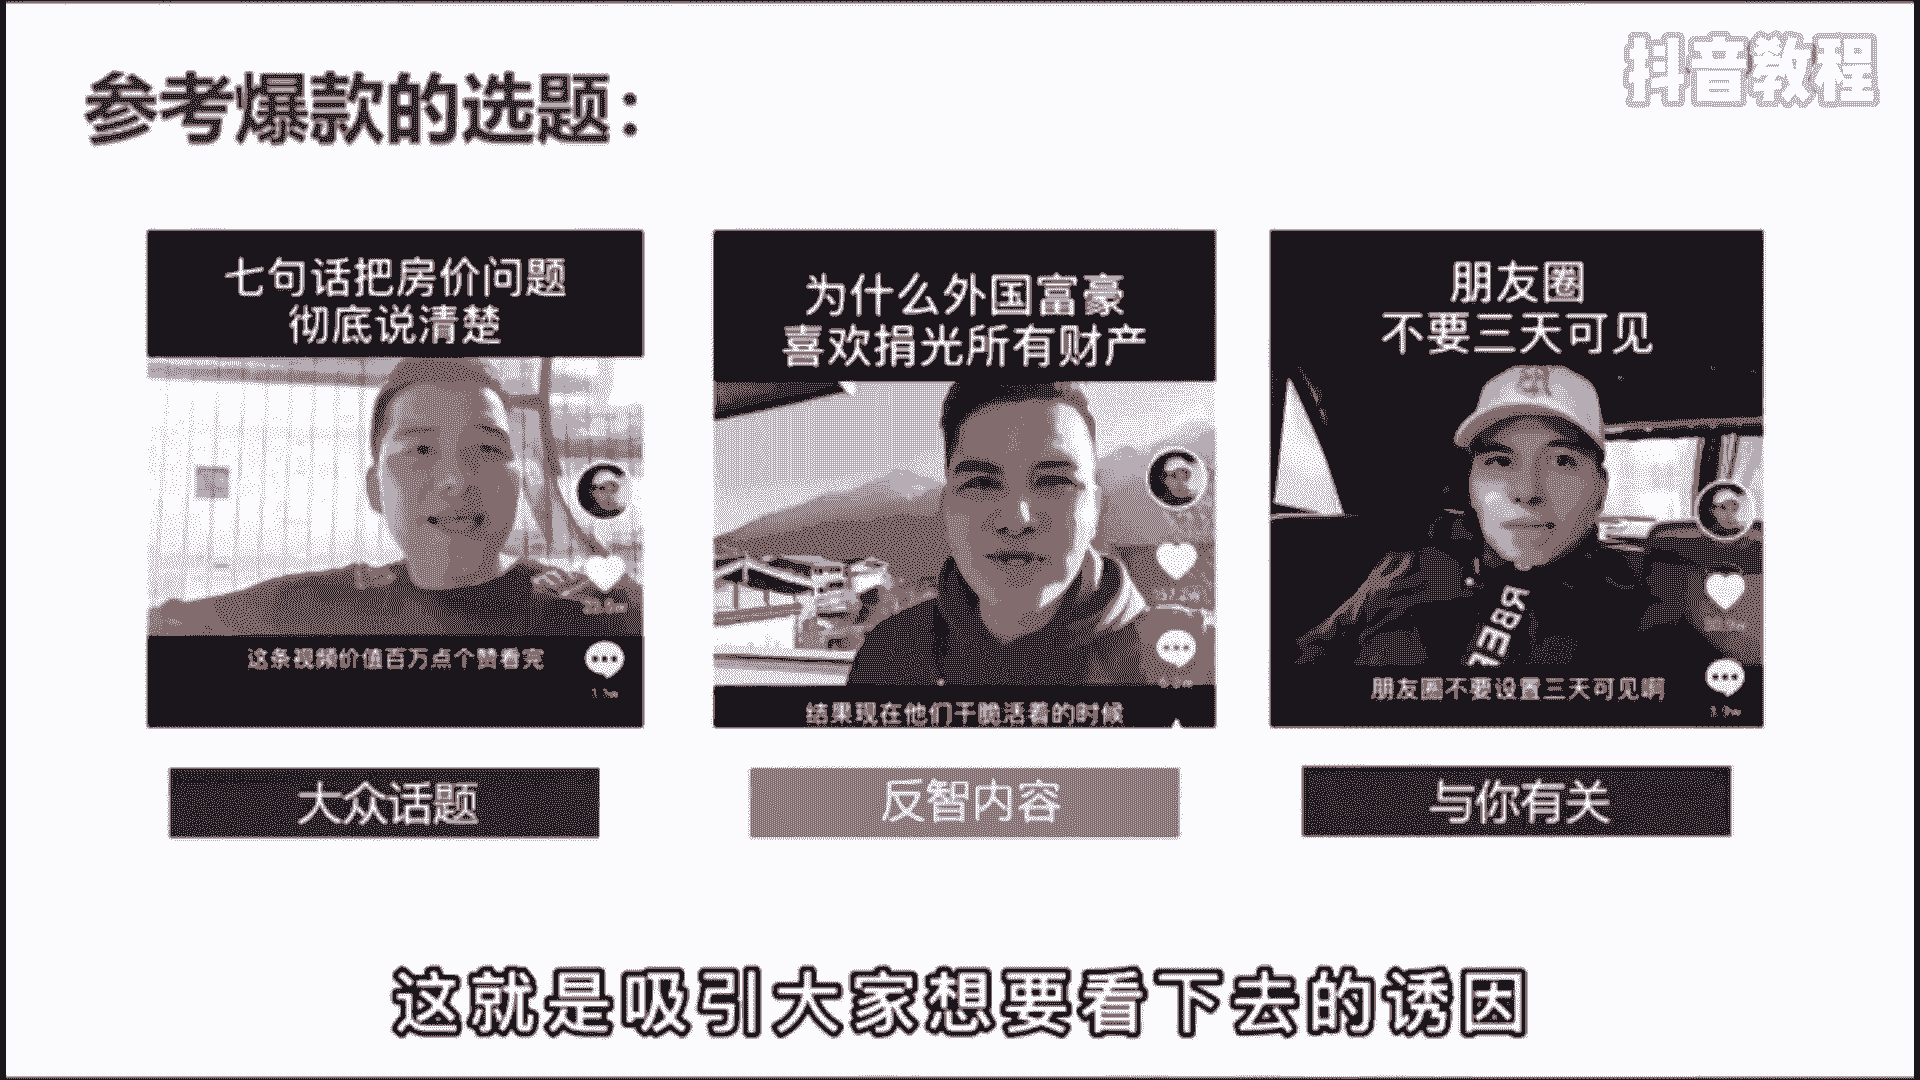 抖音教程
参考爆款的选题：
七句话把房价问题
彻底说清楚
这条视频价值百万点个赞看完
1.3w
大众话题
为什么外国富豪
喜欢捐光所有财产
结果现在他们干脆活着的时候
反智内容
朋友圈
不要三天可见
REBEL
朋友圈不要设置三天可见啊
1.9w
与你有关
这就是吸引大家想要看下去的诱因